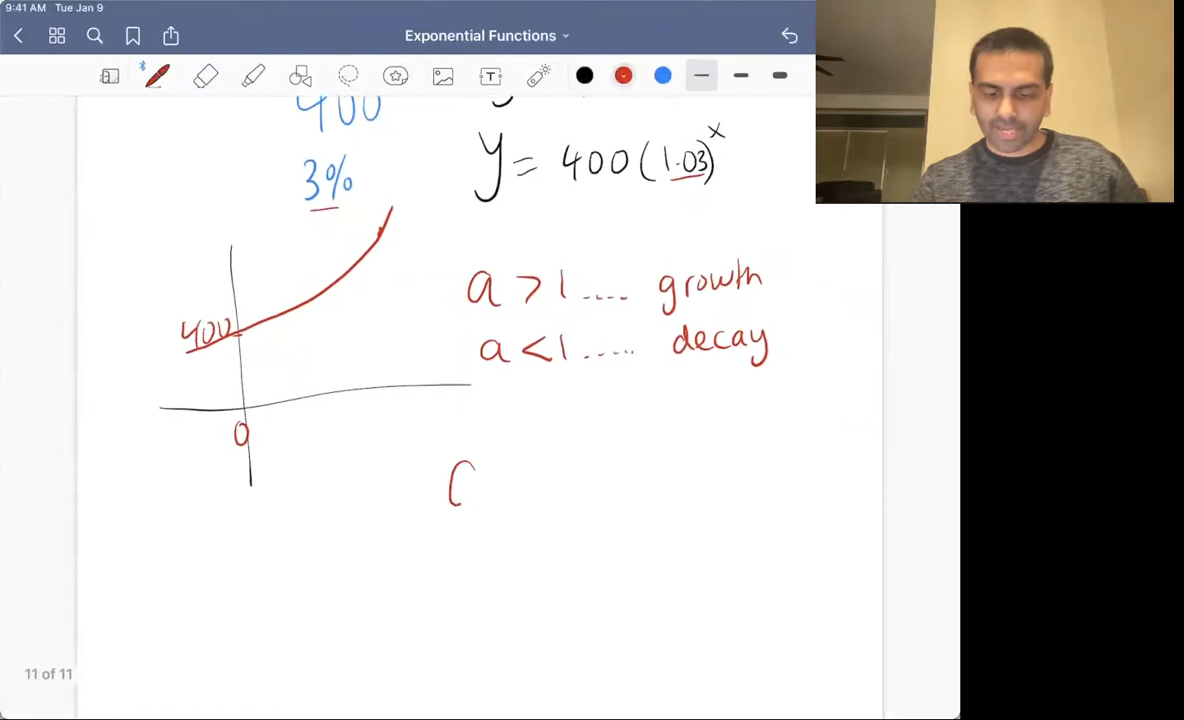 9:41 AM Tue Jan 9
Exponential Functions
400
3%
y = 400(1.03)^x
400
0
a > 1 .... growth
a < 1 ..... decay
(
11 of 11